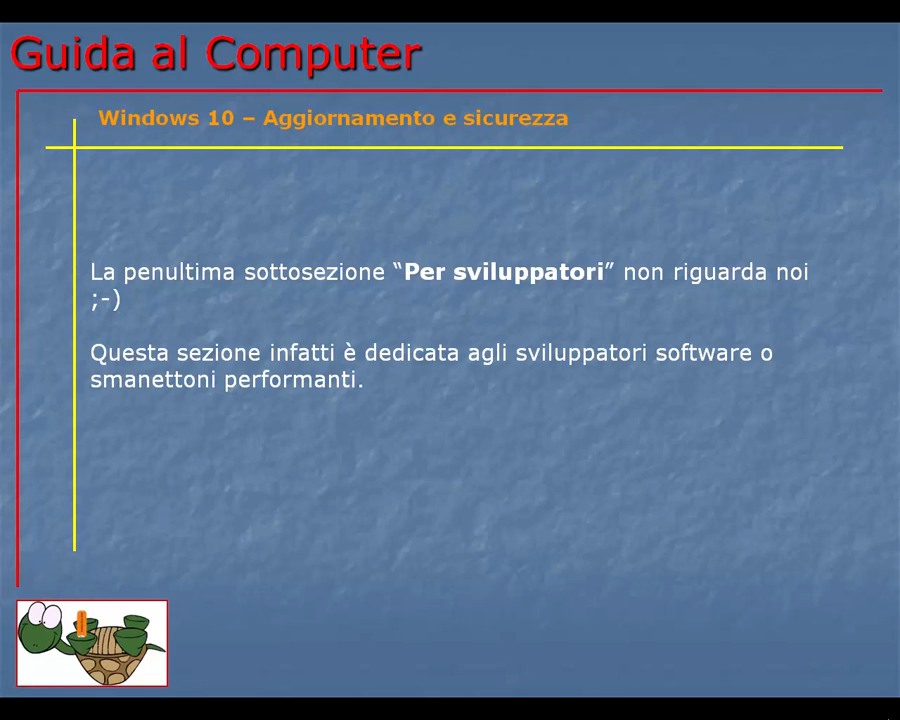 Guida al Computer
Windows 10 – Aggiornamento e sicurezza
La penultima sottosezione “Per sviluppatori” non riguarda noi
;-)
Questa sezione infatti è dedicata agli sviluppatori software o
smanettoni performanti.